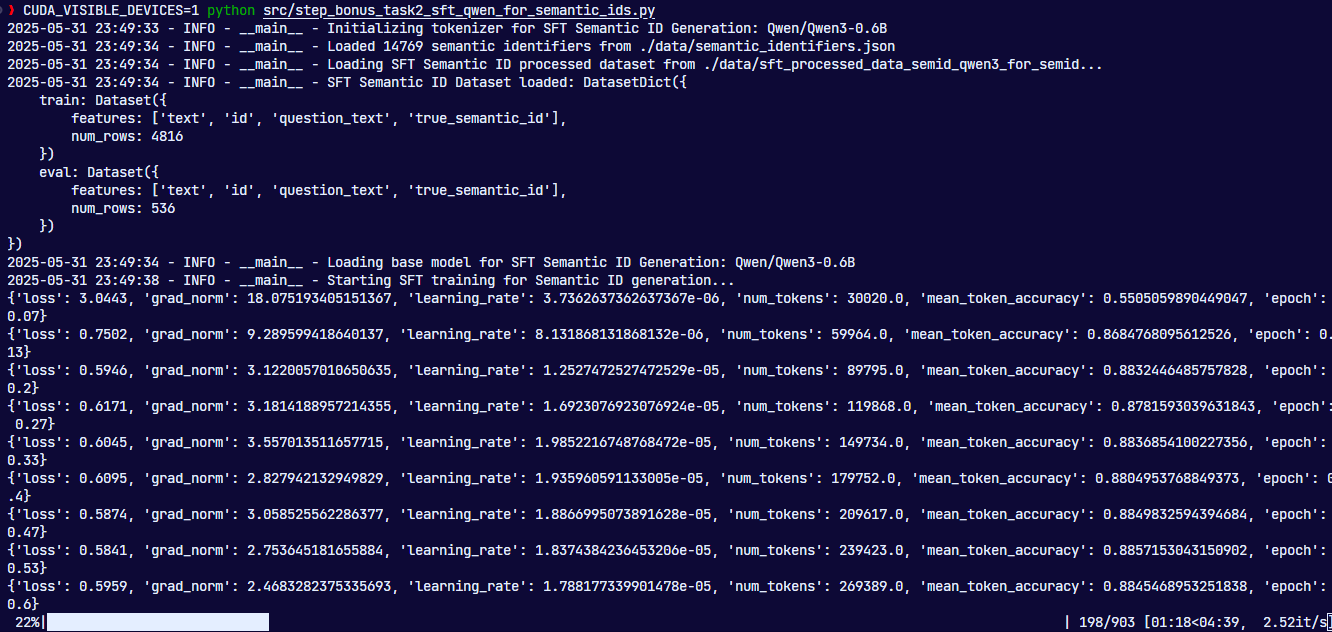 ❯ CUDA_VISIBLE_DEVICES=1 python src/step_bonus_task2_sft_qwen_for_semantic_ids.py
2025-05-31 23:49:33 - INFO - __main__ - Initializing tokenizer for SFT Semantic ID Generation: Qwen/Qwen3-0.6B
2025-05-31 23:49:34 - INFO - __main__ - Loaded 14769 semantic identifiers from ./data/semantic_identifiers.json
2025-05-31 23:49:34 - INFO - __main__ - Loading SFT Semantic ID processed dataset from ./data/sft_processed_data_semid_qwen3_for_semid...
2025-05-31 23:49:34 - INFO - __main__ - SFT Semantic ID Dataset loaded: DatasetDict({
    train: Dataset({
        features: ['text', 'id', 'question_text', 'true_semantic_id'],
        num_rows: 4816
    })
    eval: Dataset({
        features: ['text', 'id', 'question_text', 'true_semantic_id'],
        num_rows: 536
    })
})
2025-05-31 23:49:34 - INFO - __main__ - Loading base model for SFT Semantic ID Generation: Qwen/Qwen3-0.6B
2025-05-31 23:49:38 - INFO - __main__ - Starting SFT training for Semantic ID generation...
{'loss': 3.0443, 'grad_norm': 18.075193405151367, 'learning_rate': 3.7362637362637367e-06, 'num_tokens': 30020.0, 'mean_token_accuracy': 0.5505059890449047, 'epoch':
0.07}
{'loss': 0.7502, 'grad_norm': 9.289599418640137, 'learning_rate': 8.131868131868132e-06, 'num_tokens': 59964.0, 'mean_token_accuracy': 0.8684768095612526, 'epoch': 0.
13}
{'loss': 0.5946, 'grad_norm': 3.1220057010650635, 'learning_rate': 1.2527472527472529e-05, 'num_tokens': 89795.0, 'mean_token_accuracy': 0.8832446485757828, 'epoch':
0.2}
{'loss': 0.6171, 'grad_norm': 3.1814188957214355, 'learning_rate': 1.6923076923076924e-05, 'num_tokens': 119868.0, 'mean_token_accuracy': 0.8781593039631843, 'epoch':
 0.27}
{'loss': 0.6045, 'grad_norm': 3.557013511657715, 'learning_rate': 1.9852216748768472e-05, 'num_tokens': 149734.0, 'mean_token_accuracy': 0.8836854100227356, 'epoch':
0.33}
{'loss': 0.6095, 'grad_norm': 2.827942132949829, 'learning_rate': 1.935960591133005e-05, 'num_tokens': 179752.0, 'mean_token_accuracy': 0.8804953768849373, 'epoch': 0
.4}
{'loss': 0.5874, 'grad_norm': 3.058525562286377, 'learning_rate': 1.8866995073891628e-05, 'num_tokens': 209617.0, 'mean_token_accuracy': 0.8849832594394684, 'epoch':
0.47}
{'loss': 0.5841, 'grad_norm': 2.753645181655884, 'learning_rate': 1.8374384236453206e-05, 'num_tokens': 239423.0, 'mean_token_accuracy': 0.8857153043150902, 'epoch':
0.53}
{'loss': 0.5959, 'grad_norm': 2.4683282375335693, 'learning_rate': 1.788177339901478e-05, 'num_tokens': 269389.0, 'mean_token_accuracy': 0.8845468953251838, 'epoch':
0.6}
 22%| | 198/903 [01:18<04:39,  2.52it/s]